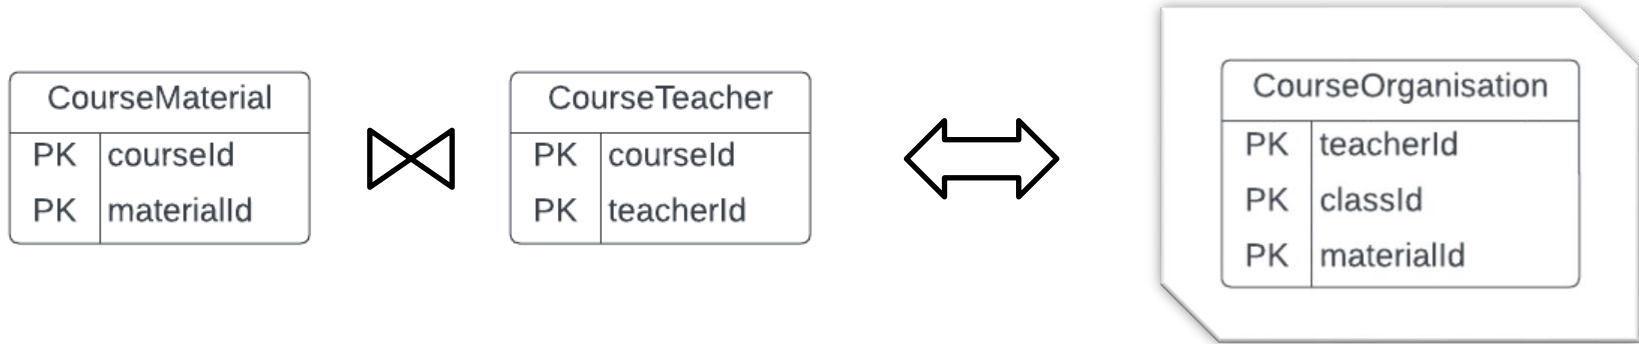 CourseMaterial
PK courseId
PK materialId
CourseTeacher
PK courseId
PK teacherId
CourseOrganisation
PK teacherId
PK classId
PK materialId